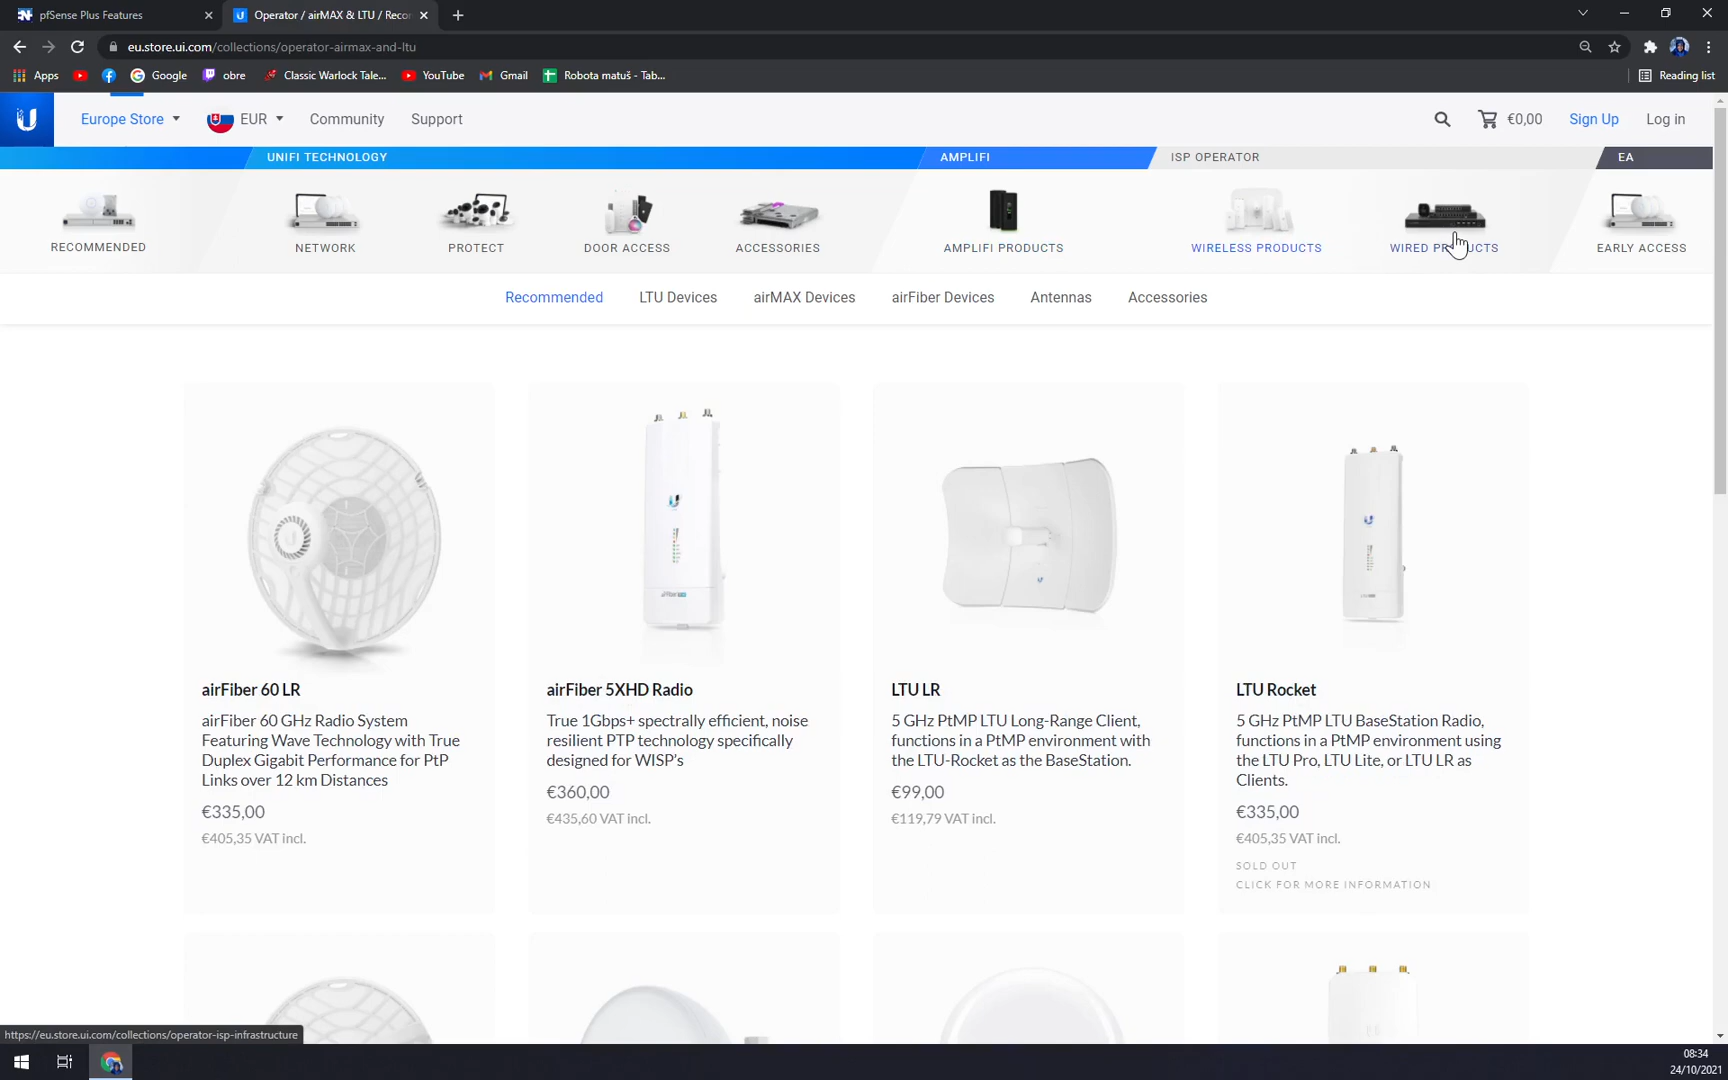 pfSense Plus Features
Operator / airMAX & LTU / Recor
eu.store.ui.com/collections/operator-airmax-and-ltu
Apps
Google
obre
Classic Warlock Tale...
YouTube
Gmail
Robota matuš - Tab...
Reading list
Europe Store
EUR
Community
Support
€0,00
Sign Up
Log in
UNIFI TECHNOLOGY
AMPLIFI
ISP OPERATOR
EA
RECOMMENDED
NETWORK
PROTECT
DOOR ACCESS
ACCESSORIES
AMPLIFI PRODUCTS
WIRELESS PRODUCTS
WIRED PRODUCTS
EARLY ACCESS
Recommended
LTU Devices
airMAX Devices
airFiber Devices
Antennas
Accessories
airFiber 60 LR
airFiber 60 GHz Radio System
Featuring Wave Technology with True
Duplex Gigabit Performance for PtP
Links over 12 km Distances
€335,00
€405,35 VAT incl.
airFiber 5XHD Radio
True 1Gbps+ spectrally efficient, noise
resilient PTP technology specifically
designed for WISP's
€360,00
€435,60 VAT incl.
LTU LR
5 GHz PtMP LTU Long-Range Client,
functions in a PtMP environment with
the LTU-Rocket as the BaseStation.
€99,00
€119,79 VAT incl.
LTU Rocket
5 GHz PtMP LTU BaseStation Radio,
functions in a PtMP environment using
the LTU Pro, LTU Lite, or LTU LR as
Clients.
€335,00
€405,35 VAT incl.
SOLD OUT
CLICK FOR MORE INFORMATION
https://eu.store.ui.com/collections/operator-isp-infrastructure
08:34
24/10/2021